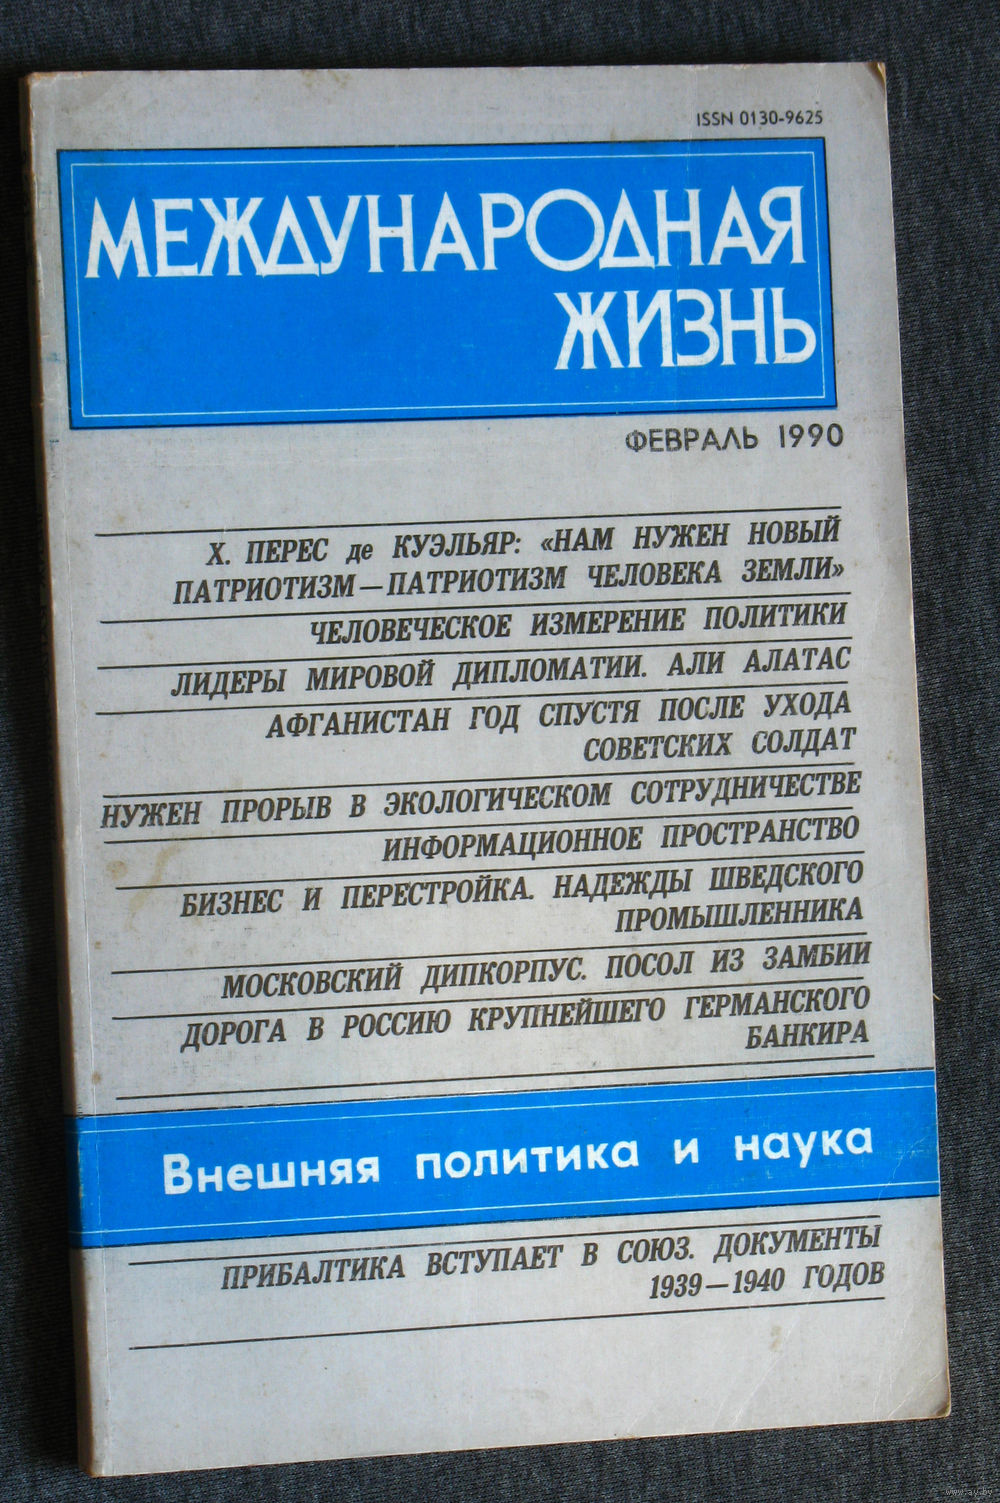 ISSN 0130-9625
МЕЖДУНАРОДНАЯ
ЖИЗНЬ
ФЕВРАЛЬ 1990
Х. ПЕРЕС де КУЭЛЬЯР: «НАМ НУЖЕН НОВЫЙ
ПАТРИОТИЗМ — ПАТРИОТИЗМ ЧЕЛОВЕКА ЗЕМЛИ»
ЧЕЛОВЕЧЕСКОЕ ИЗМЕРЕНИЕ ПОЛИТИКИ
ЛИДЕРЫ МИРОВОЙ ДИПЛОМАТИИ. АЛИ АЛАТАС
АФГАНИСТАН ГОД СПУСТЯ ПОСЛЕ УХОДА
СОВЕТСКИХ СОЛДАТ
НУЖЕН ПРОРЫВ В ЭКОЛОГИЧЕСКОМ СОТРУДНИЧЕСТВЕ
ИНФОРМАЦИОННОЕ ПРОСТРАНСТВО
БИЗНЕС И ПЕРЕСТРОЙКА. НАДЕЖДЫ ШВЕДСКОГО
ПРОМЫШЛЕННИКА
МОСКОВСКИЙ ДИПКОРПУС. ПОСОЛ ИЗ ЗАМБИИ
ДОРОГА В РОССИЮ КРУПНЕЙШЕГО ГЕРМАНСКОГО
БАНКИРА
Внешняя политика и наука
ПРИБАЛТИКА ВСТУПАЕТ В СОЮЗ. ДОКУМЕНТЫ
1939—1940 ГОДОВ
www.ay.by